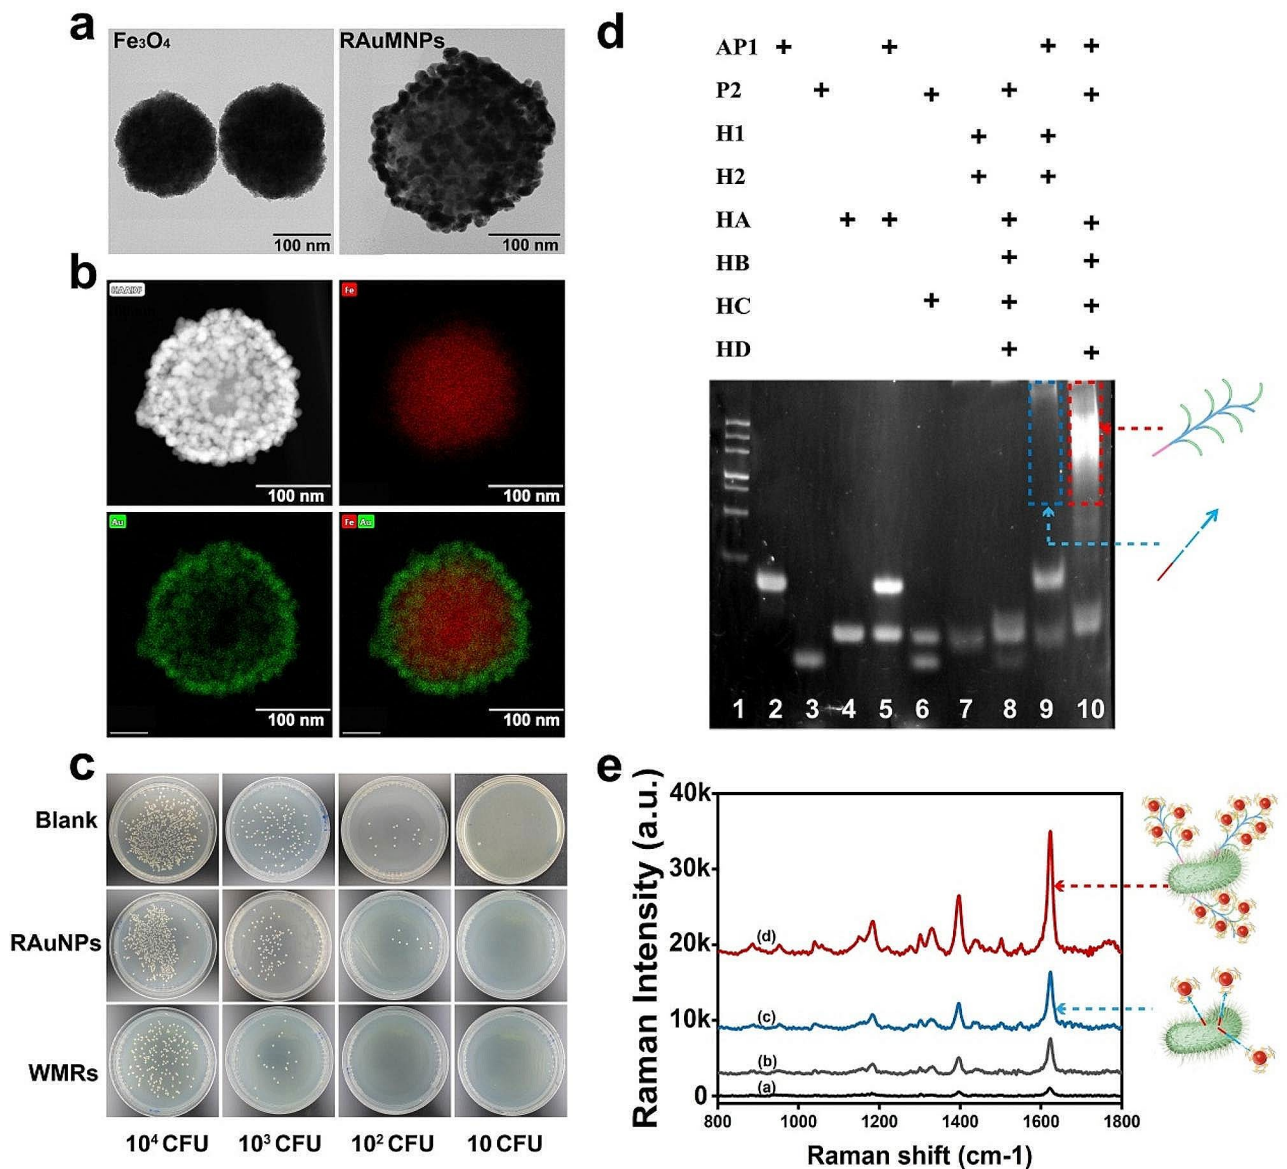 a
Fe₃O₄
RAuMNPs
100 nm
100 nm
b
HAADF
Fe
100 nm
100 nm
Au
Fe Au
100 nm
100 nm
c
Blank
RAuNPs
WMRs
10⁴ CFU 10³ CFU 10² CFU 10 CFU
d
AP1 + + + +
P2 + + + +
H1 + +
H2 + +
HA + + + +
HB + +
HC + + +
HD + +
1 2 3 4 5 6 7 8 9 10
e
Raman Intensity (a.u.)
40k
30k
20k
10k
0
(d)
(c)
(b)
(a)
800 1000 1200 1400 1600 1800
Raman shift (cm-1)